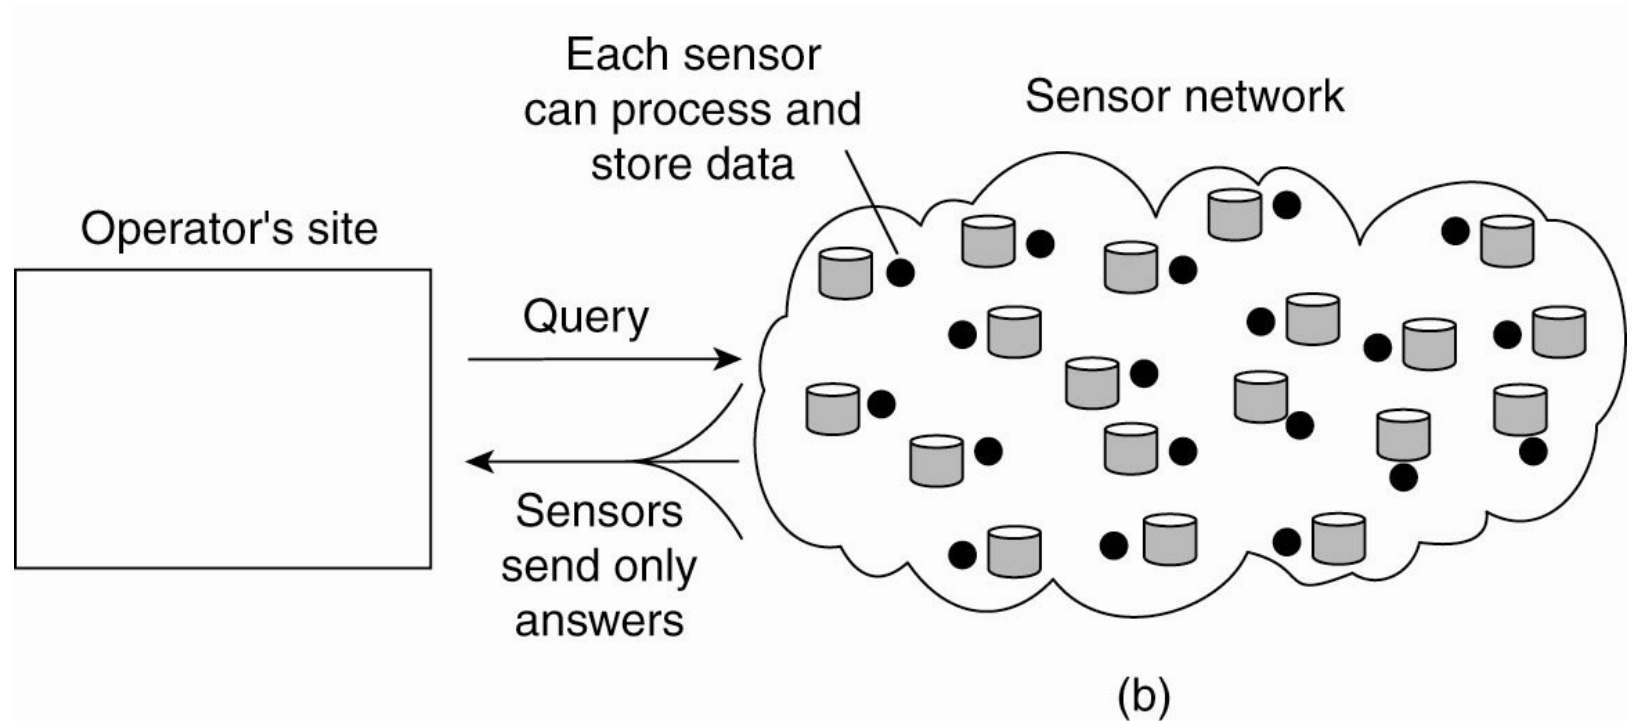 Each sensor
can process and
store data
Sensor network
Operator's site
Query
Sensors
send only
answers
(b)